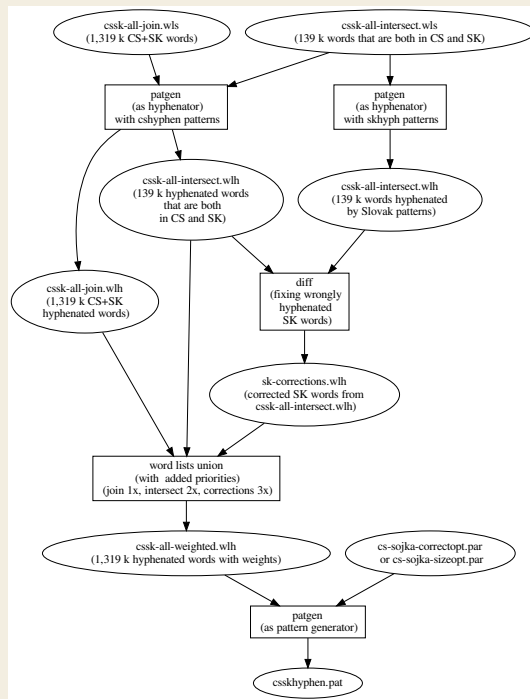 cssk-all-join.wls
(1,319 k CS+SK words)
cssk-all-intersect.wls
(139 k words that are both in CS and SK)
patgen
(as hyphenator)
with cshyphen patterns
patgen
(as hyphenator)
with skhyph patterns
cssk-all-intersect.wlh
(139 k hyphenated words
that are both
in CS and SK)
cssk-all-intersect.wlh
(139 k words hyphenated
by Slovak patterns)
cssk-all-join.wlh
(1,319 k CS+SK
hyphenated words)
diff
(fixing wrongly
hyphenated
SK words)
sk-corrections.wlh
(corrected SK words from
cssk-all-intersect.wlh)
word lists union
(with added priorities)
(join 1x, intersect 2x, corrections 3x)
cssk-all-weighted.wlh
(1,319 k hyphenated words with weights)
cs-sojka-correctopt.par
or cs-sojka-sizeopt.par
patgen
(as pattern generator)
csskhyphen.pat